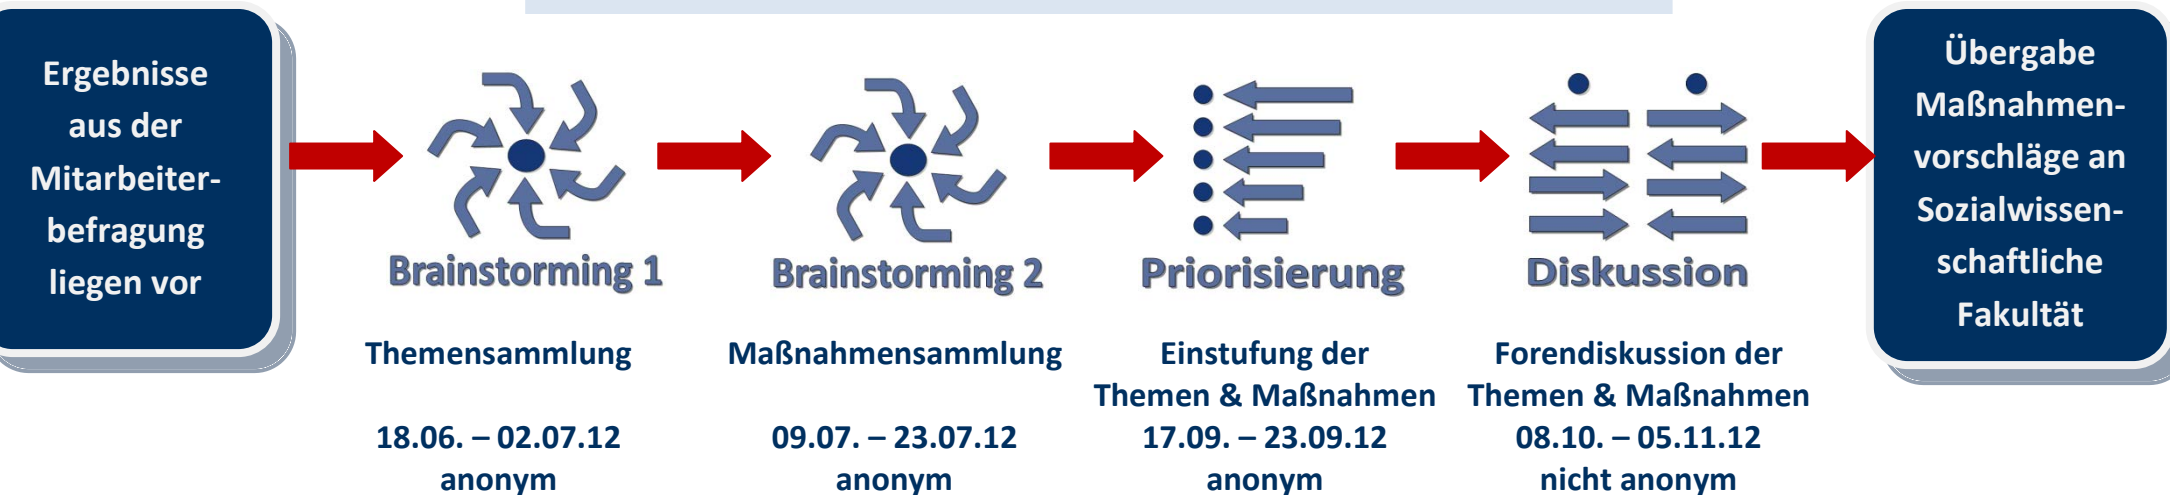 Ergebnisse
aus der
Mitarbeiter-
befragung
liegen vor
Brainstorming 1
Themensammlung
18.06. – 02.07.12
anonym
Brainstorming 2
Maßnahmensammlung
09.07. – 23.07.12
anonym
Priorisierung
Einstufung der
Themen & Maßnahmen
17.09. – 23.09.12
anonym
Diskussion
Forendiskussion der
Themen & Maßnahmen
08.10. – 05.11.12
nicht anonym
Übergabe
Maßnahmen-
vorschläge an
Sozialwissen-
schaftliche
Fakultät